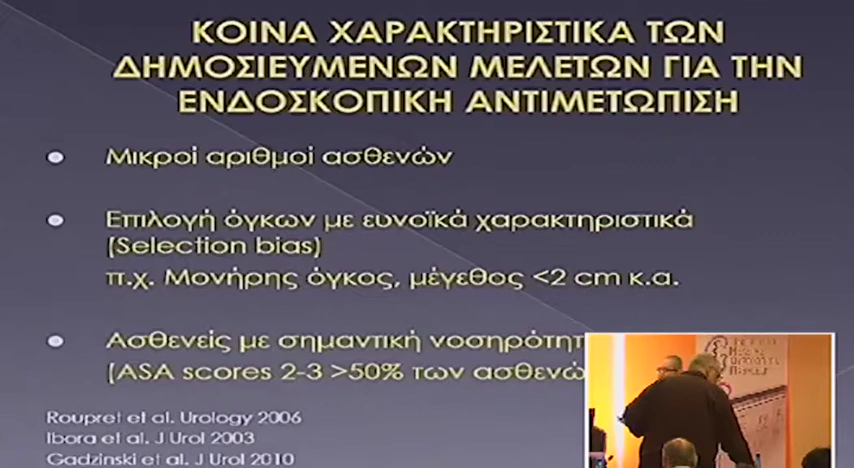 ΚΟΙΝΑ ΧΑΡΑΚΤΗΡΙΣΤΙΚΑ ΤΩΝ
ΔΗΜΟΣΙΕΥΜΕΝΩΝ ΜΕΛΕΤΩΝ ΓΙΑ ΤΗΝ
ΕΝΔΟΣΚΟΠΙΚΗ ΑΝΤΙΜΕΤΩΠΙΣΗ
Μικροί αριθμοί ασθενών
Επιλογή όγκων με ευνοϊκά χαρακτηριστικά
(Selection bias)
π.χ. Μονήρης όγκος, μέγεθος <2 cm κ.α.
Ασθενείς με σημαντική νοσηρότητ
(ASA scores 2-3 >50% των ασθενώ
Roupret et al. Urology 2006
Ibora et al. J Urol 2003
Gadzinski et al. J Urol 2010